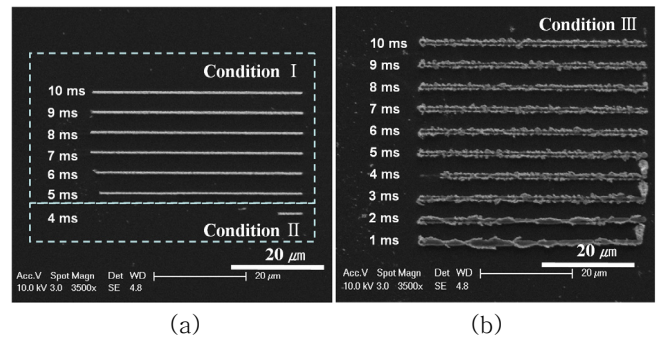 Condition Ⅰ
10 ms
9 ms
8 ms
7 ms
6 ms
5 ms
4 ms
Condition Ⅱ
20 ㎛
Acc.V Spot Magn Det WD 20 μm
10.0 kV 3.0 3500x SE 4.8
(a)
Condition Ⅲ
10 ms
9 ms
8 ms
7 ms
6 ms
5 ms
4 ms
3 ms
2 ms
1 ms
20 ㎛
Acc.V Spot Magn Det WD 20 μm
10.0 kV 3.0 3500x SE 4.8
(b)